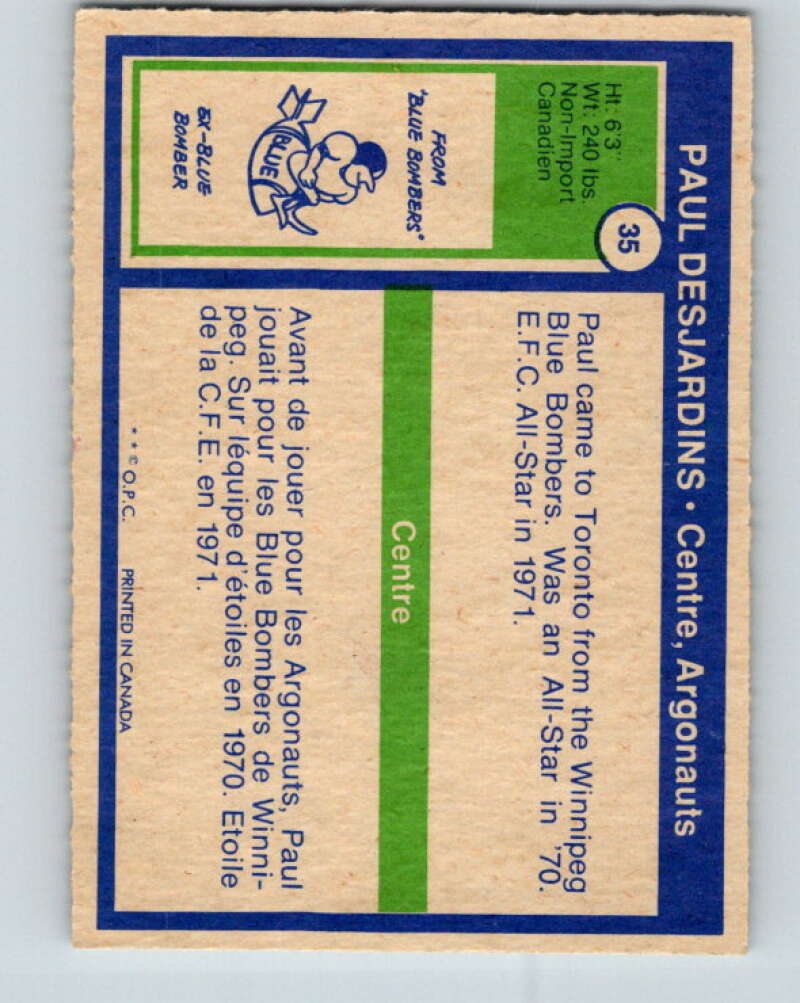 PAUL DESJARDINS • Centre, Argonauts
35
Ht: 6'3"
Wt: 240 lbs.
Non-Import
Canadien
FROM
"BLUE BOMBERS"
BLUE
EX-BLUE
BOMBER
Paul came to Toronto from the Winnipeg
Blue Bombers. Was an All-Star in '70.
E.F.C. All-Star in 1971.
Centre
Avant de jouer pour les Argonauts, Paul
jouait pour les Blue Bombers de Winni-
peg. Sur léquipe d'étoiles en 1970. Etoile
de la C.F.E. en 1971.
* * © O.P.C. PRINTED IN CANADA